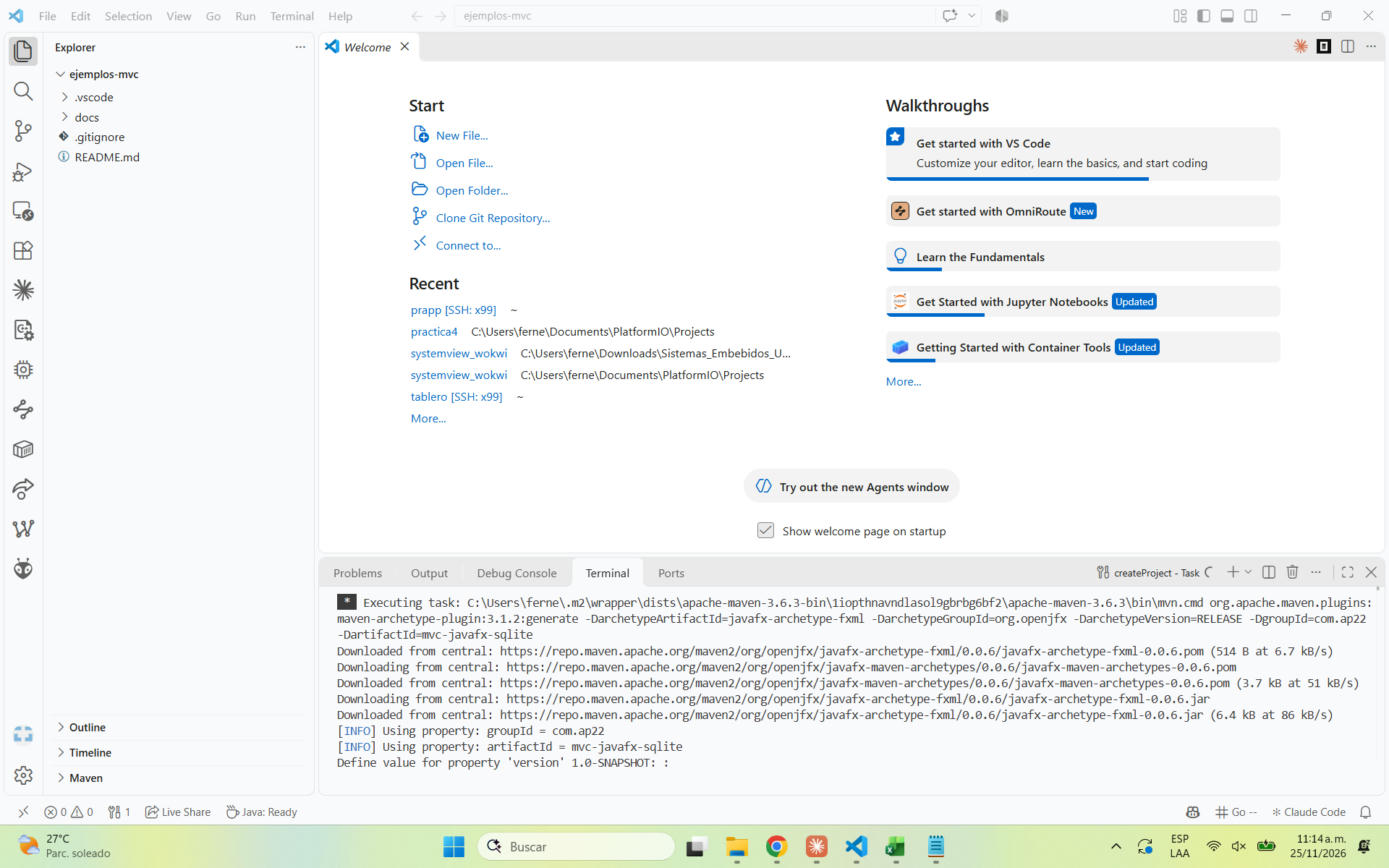 File Edit Selection View Go Run Terminal Help
ejemplos-mvc
Explorer
ejemplos-mvc
.vscode
docs
.gitignore
README.md
Outline
Timeline
Maven
Welcome
Start
New File...
Open File...
Open Folder...
Clone Git Repository...
Connect to...
Recent
prapp [SSH: x99] ~
practica4 C:\Users\ferne\Documents\PlatformIO\Projects
systemview_wokwi C:\Users\ferne\Downloads\Sistemas_Embebidos_U...
systemview_wokwi C:\Users\ferne\Documents\PlatformIO\Projects
tablero [SSH: x99] ~
More...
Walkthroughs
Get started with VS Code
Customize your editor, learn the basics, and start coding
Get started with OmniRoute New
Learn the Fundamentals
Get Started with Jupyter Notebooks Updated
Getting Started with Container Tools Updated
More...
Try out the new Agents window
Show welcome page on startup
Problems Output Debug Console Terminal Ports
createProject - Task
* Executing task: C:\Users\ferne\.m2\wrapper\dists\apache-maven-3.6.3-bin\1iopthnavndlasol9gbrbg6bf2\apache-maven-3.6.3\bin\mvn.cmd org.apache.maven.plugins:
maven-archetype-plugin:3.1.2:generate -DarchetypeArtifactId=javafx-archetype-fxml -DarchetypeGroupId=org.openjfx -DarchetypeVersion=RELEASE -DgroupId=com.ap22
-DartifactId=mvc-javafx-sqlite
Downloaded from central: https://repo.maven.apache.org/maven2/org/openjfx/javafx-archetype-fxml/0.0.6/javafx-archetype-fxml-0.0.6.pom (514 B at 6.7 kB/s)
Downloading from central: https://repo.maven.apache.org/maven2/org/openjfx/javafx-maven-archetypes/0.0.6/javafx-maven-archetypes-0.0.6.pom
Downloaded from central: https://repo.maven.apache.org/maven2/org/openjfx/javafx-maven-archetypes/0.0.6/javafx-maven-archetypes-0.0.6.pom (3.7 kB at 51 kB/s)
Downloading from central: https://repo.maven.apache.org/maven2/org/openjfx/javafx-archetype-fxml/0.0.6/javafx-archetype-fxml-0.0.6.jar
Downloaded from central: https://repo.maven.apache.org/maven2/org/openjfx/javafx-archetype-fxml/0.0.6/javafx-archetype-fxml-0.0.6.jar (6.4 kB at 86 kB/s)
[INFO] Using property: groupId = com.ap22
[INFO] Using property: artifactId = mvc-javafx-sqlite
Define value for property 'version' 1.0-SNAPSHOT: :
0 0 1 Live Share Java: Ready
Go -- Claude Code
27°C
Parc. soleado
Buscar
ESP
LAA
11:14 a. m.
25/11/2026